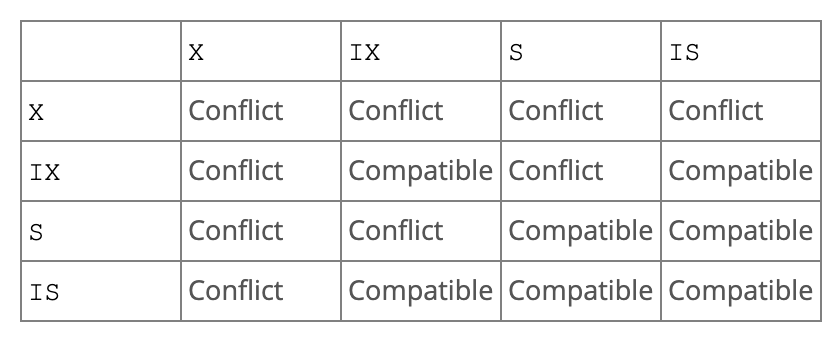 X IX S IS
X Conflict Conflict Conflict Conflict
IX Conflict Compatible Conflict Compatible
S Conflict Conflict Compatible Compatible
IS Conflict Compatible Compatible Compatible